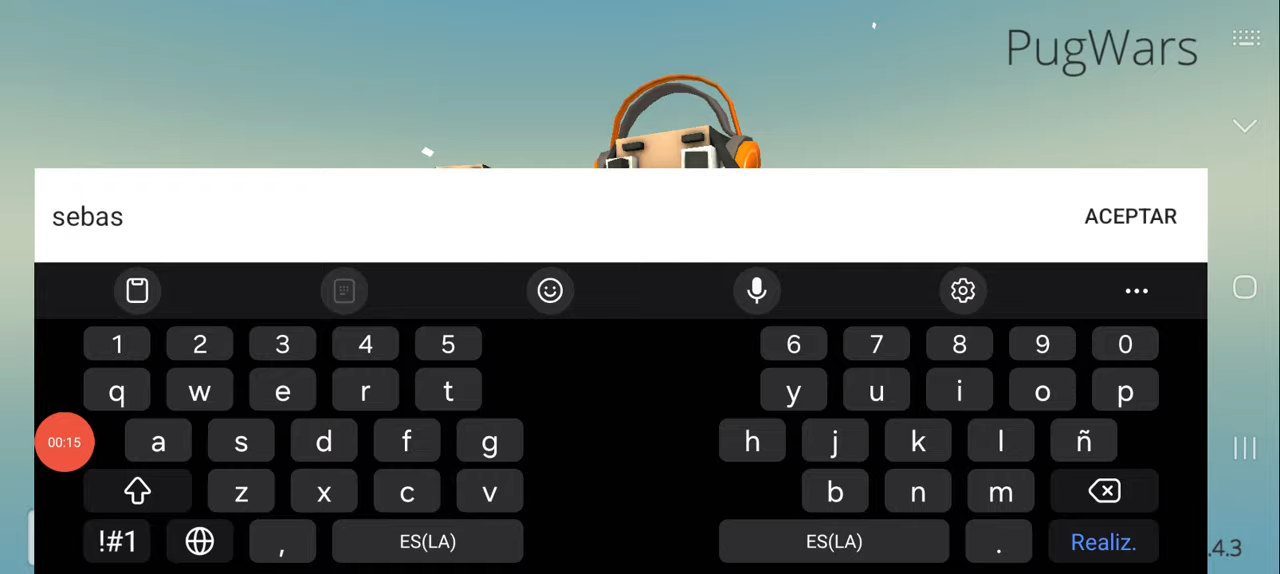 PugWars
sebas
ACEPTAR
1 2 3 4 5 6 7 8 9 0
q w e r t y u i o p
00:15
a s d f g h j k l ñ
z x c v b n m
!#1 , ES(LA) ES(LA) . Realiz.
.4.3